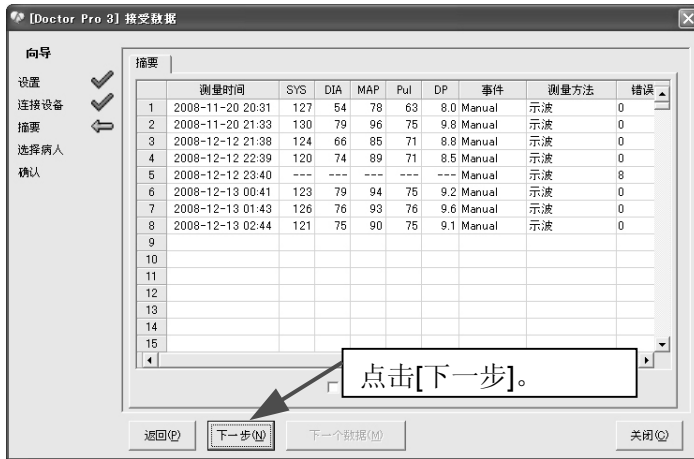 [Doctor Pro 3] 接受数据
向导
设置
连接设备
摘要
选择病人
确认
摘要
测量时间 SYS DIA MAP Pul DP 事件 测量方法 错误
1 2008-11-20 20:31 127 54 78 63 8.0 Manual 示波 0
2 2008-11-20 21:33 130 79 96 75 9.8 Manual 示波 0
3 2008-12-12 21:38 124 66 85 71 8.8 Manual 示波 0
4 2008-12-12 22:39 120 74 89 71 8.5 Manual 示波 0
5 2008-12-12 23:40 --- --- --- --- --- Manual 示波 8
6 2008-12-13 00:41 123 79 94 75 9.2 Manual 示波 0
7 2008-12-13 01:43 126 76 93 76 9.6 Manual 示波 0
8 2008-12-13 02:44 121 75 90 75 9.1 Manual 示波 0
9
10
11
12
13
14
15
点击[下一步]。
返回(P) 下一步(N) 下一个数据(M) 关闭(C)